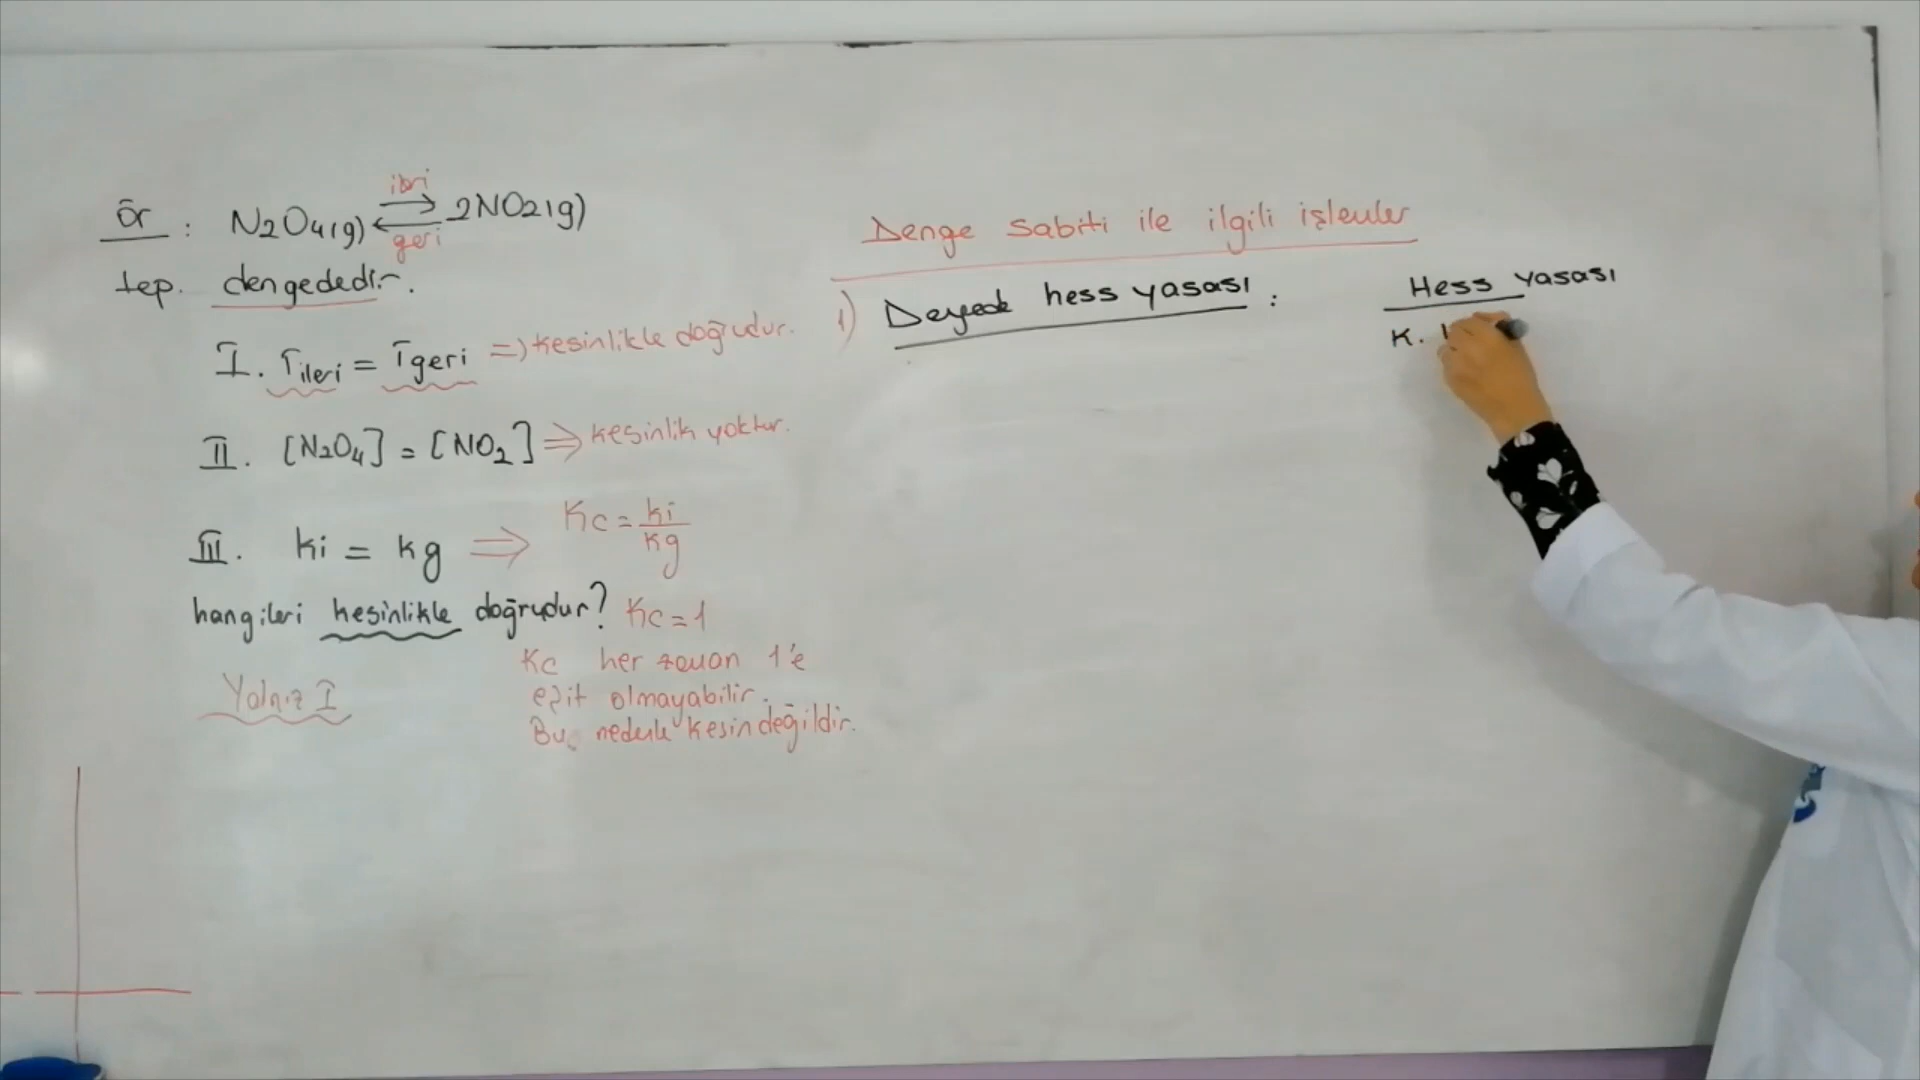 ör : N2O4(g) ⇄ 2NO2(g)
ileri
geri
tep. dengededir.
I. rileri = rgeri => kesinlikle doğrudur.
II. [N2O4] = [NO2] => kesinlik yoktur.
III. ki = kg => Kc = ki/kg
hangileri kesinlikle doğrudur? Kc = 1
Yalnız I
Kc her zaman 1'e
eşit olmayabilir.
Bu nedenle kesin değildir.
Denge sabiti ile ilgili işlemler
1) hess yasası :
Hess yasası
K.